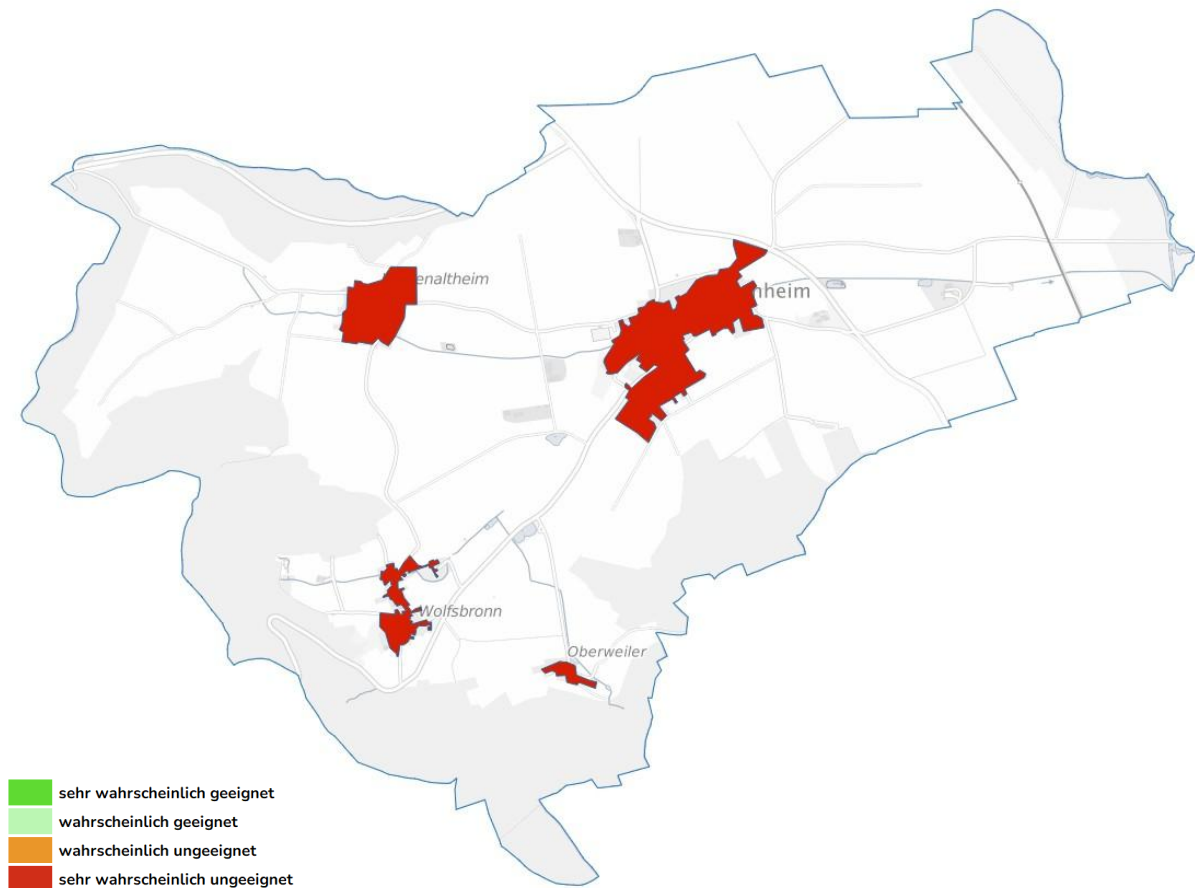 enaltheim
nheim
Wolfsbronn
Oberweiler
sehr wahrscheinlich geeignet
wahrscheinlich geeignet
wahrscheinlich ungeeignet
sehr wahrscheinlich ungeeignet